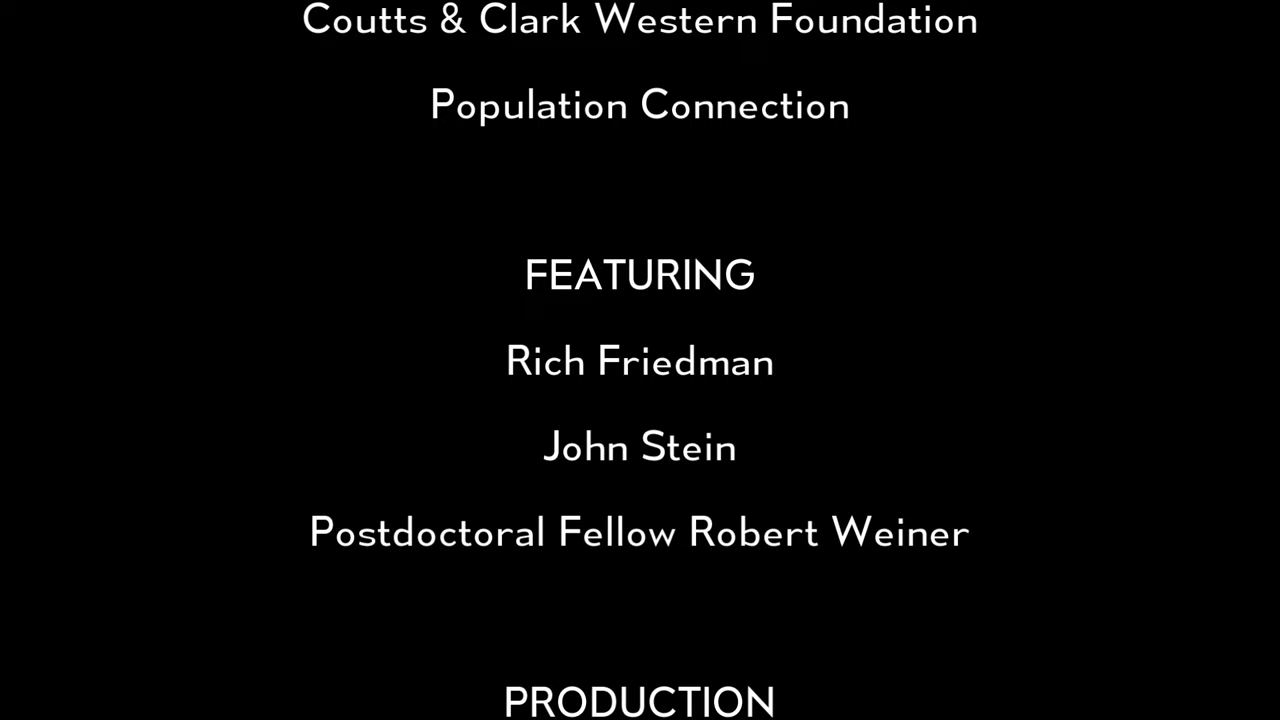 Coutts & Clark Western Foundation
Population Connection
FEATURING
Rich Friedman
John Stein
Postdoctoral Fellow Robert Weiner
PRODUCTION